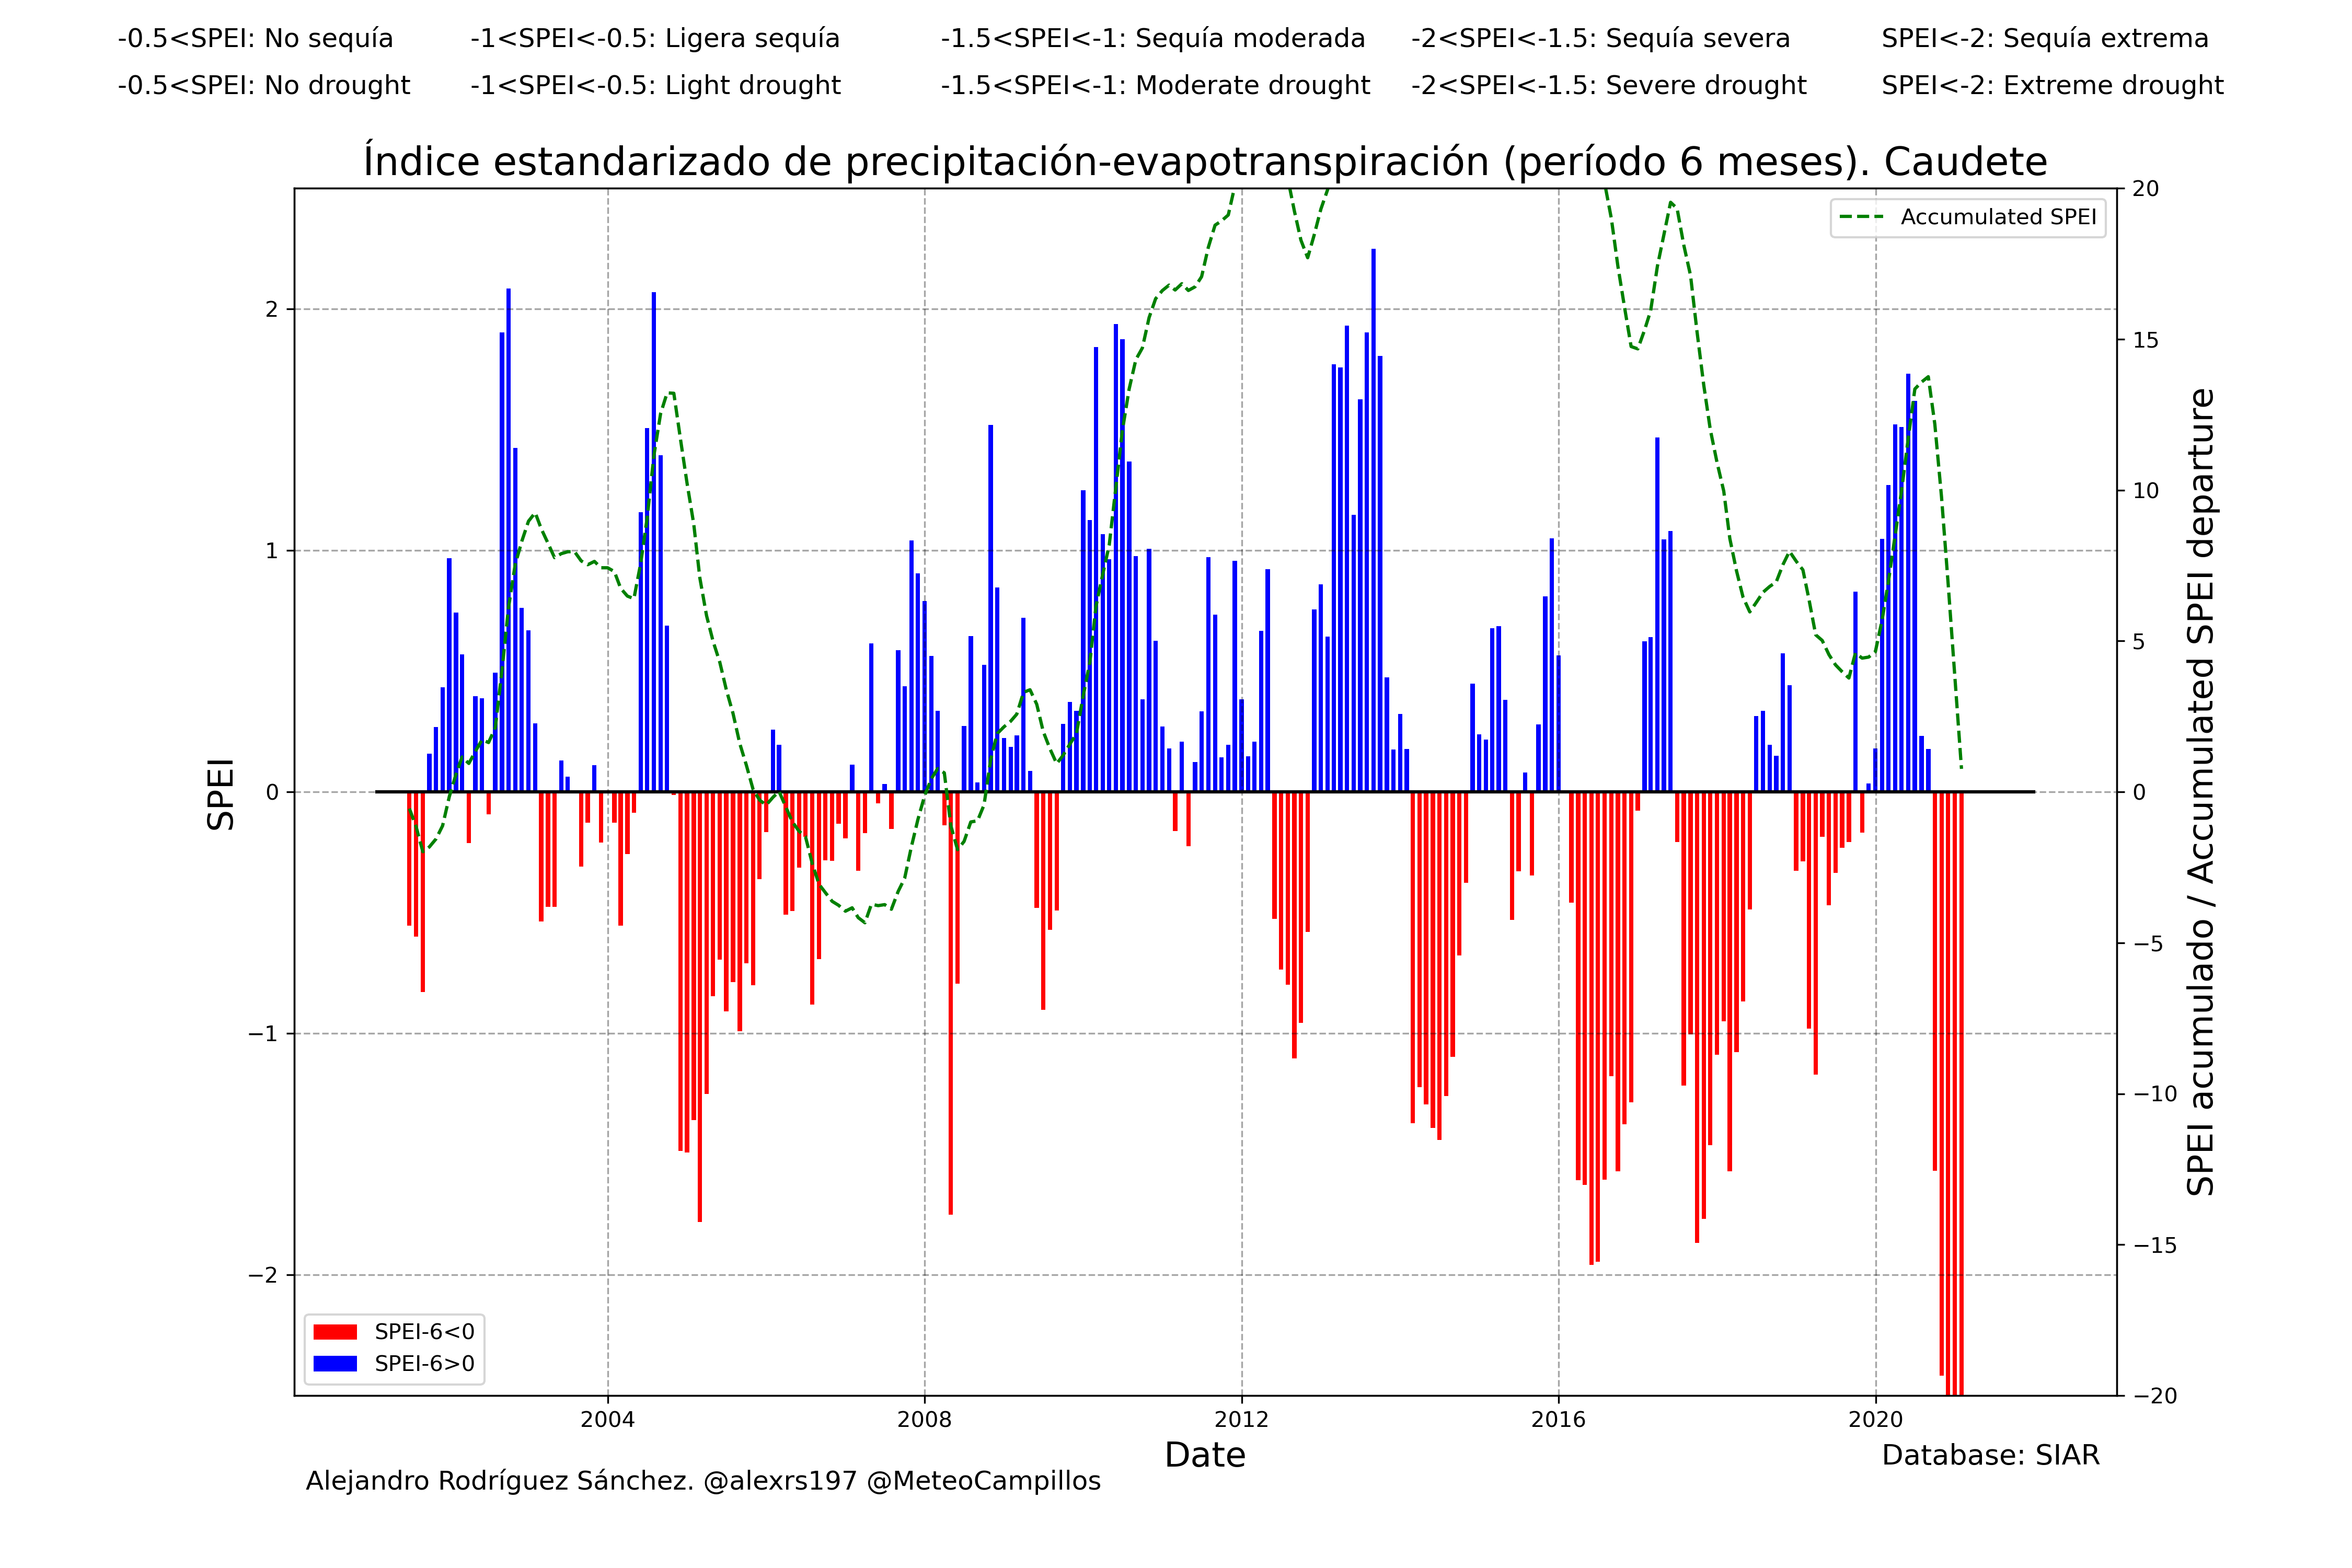 -0.5<SPEI: No sequía -1<SPEI<-0.5: Ligera sequía -1.5<SPEI<-1: Sequía moderada -2<SPEI<-1.5: Sequía severa SPEI<-2: Sequía extrema
-0.5<SPEI: No drought -1<SPEI<-0.5: Light drought -1.5<SPEI<-1: Moderate drought -2<SPEI<-1.5: Severe drought SPEI<-2: Extreme drought
Índice estandarizado de precipitación-evapotranspiración (período 6 meses). Caudete
Accumulated SPEI
SPEI
2
1
0
−1
−2
20
15
10
5
0
−5
−10
−15
−20
SPEI acumulado / Accumulated SPEI departure
SPEI-6<0
SPEI-6>0
2004 2008 2012 2016 2020
Date
Database: SIAR
Alejandro Rodríguez Sánchez. @alexrs197 @MeteoCampillos